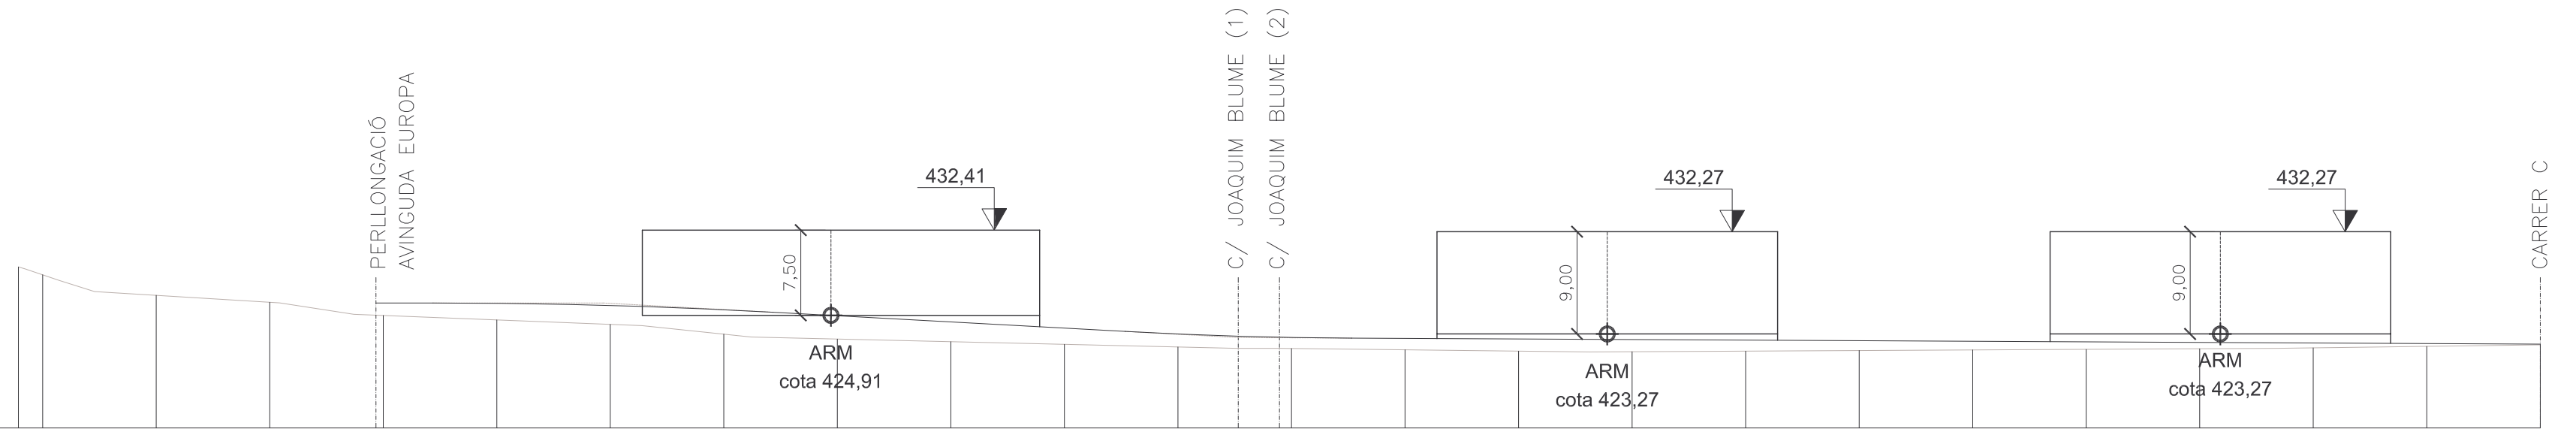 PERLLONGACIÓ
AVINGUDA EUROPA
432,41
7,50
ARM
cota 424,91
C/ JOAQUIM BLUME (1)
C/ JOAQUIM BLUME (2)
432,27
9,00
ARM
cota 423,27
432,27
9,00
ARM
cota 423,27
CARRER C